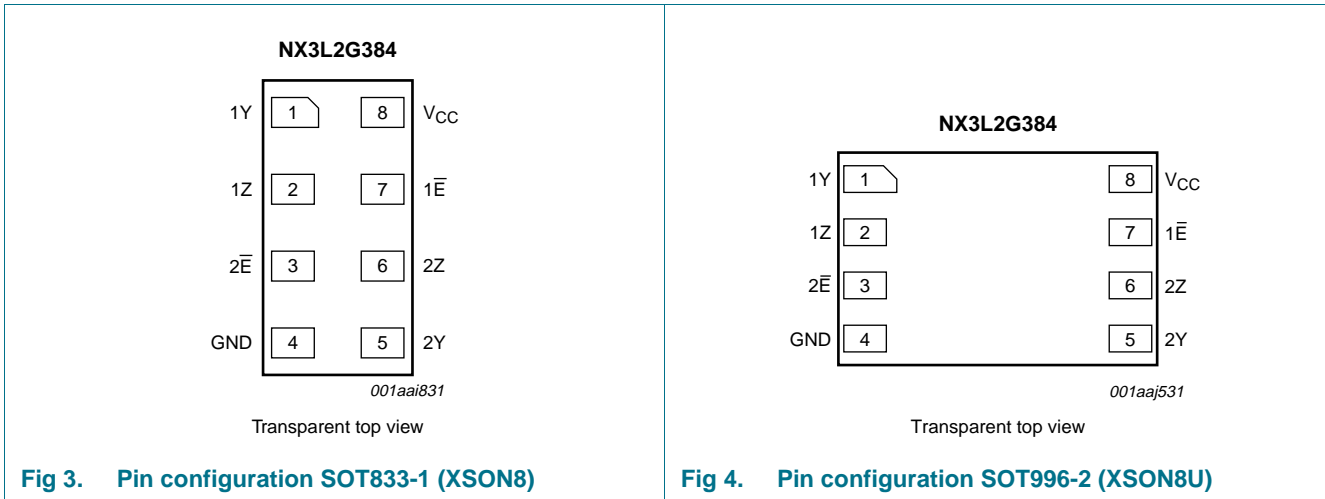 NX3L2G384
1Y 1 8 VCC
1Z 2 7 1E̅
2E̅ 3 6 2Z
GND 4 5 2Y
001aai831
Transparent top view
Fig 3. Pin configuration SOT833-1 (XSON8)
NX3L2G384
1Y 1 8 VCC
1Z 2 7 1E̅
2E̅ 3 6 2Z
GND 4 5 2Y
001aaj531
Transparent top view
Fig 4. Pin configuration SOT996-2 (XSON8U)